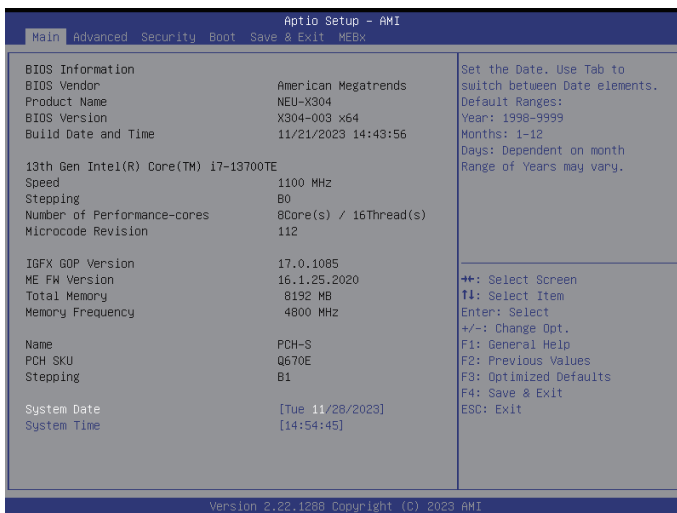 Aptio Setup – AMI
Main Advanced Security Boot Save & Exit MEBx
BIOS Information
BIOS Vendor American Megatrends
Product Name NEU-X304
BIOS Version X304-003 x64
Build Date and Time 11/21/2023 14:43:56
13th Gen Intel(R) Core(TM) i7-13700TE
Speed 1100 MHz
Stepping B0
Number of Performance-cores 8Core(s) / 16Thread(s)
Microcode Revision 112
IGFX GOP Version 17.0.1085
ME FW Version 16.1.25.2020
Total Memory 8192 MB
Memory Frequency 4800 MHz
Name PCH-S
PCH SKU Q670E
Stepping B1
System Date [Tue 11/28/2023]
System Time [14:54:45]
Set the Date. Use Tab to
switch between Date elements.
Default Ranges:
Year: 1998-9999
Months: 1-12
Days: Dependent on month
Range of Years may vary.
→←: Select Screen
↑↓: Select Item
Enter: Select
+/-: Change Opt.
F1: General Help
F2: Previous Values
F3: Optimized Defaults
F4: Save & Exit
ESC: Exit
Version 2.22.1288 Copyright (C) 2023 AMI